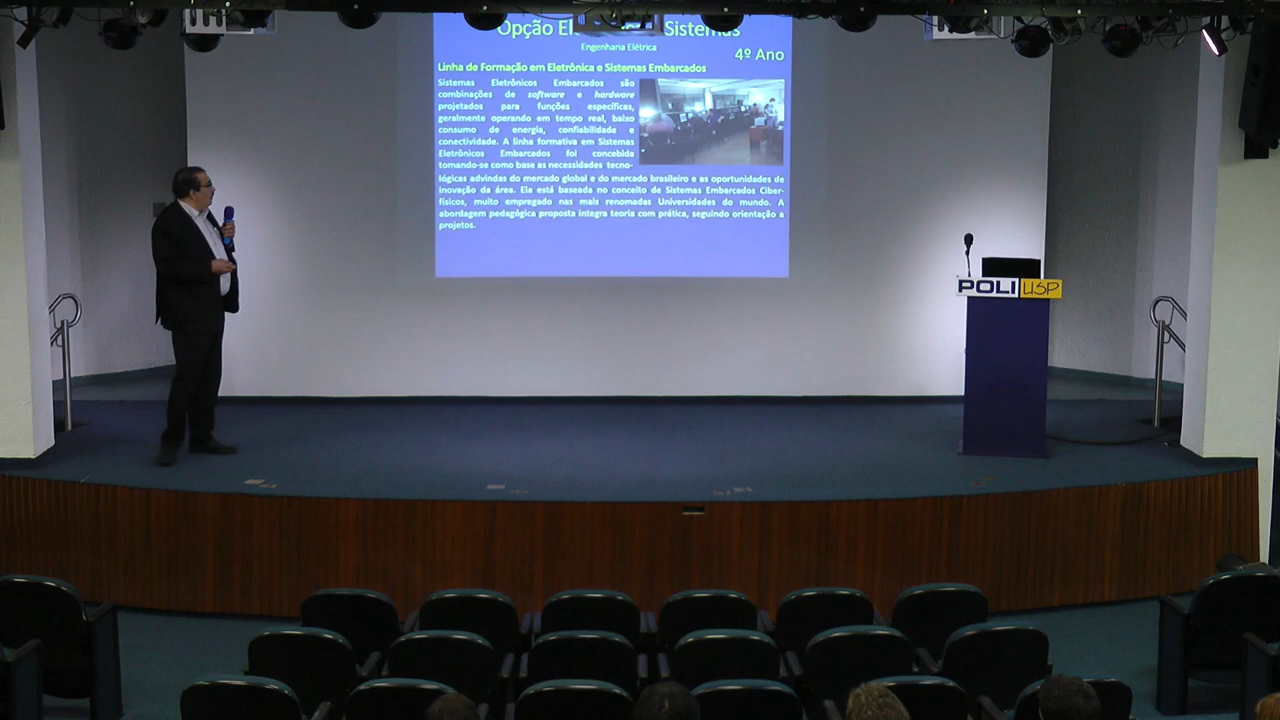 Opção El Sistemas
Engenharia Elétrica
4º Ano
Linha de Formação em Eletrônica e Sistemas Embarcados
Sistemas Eletrônicos Embarcados são
combinações de software e hardware
projetados para funções específicas,
geralmente operando em tempo real, baixo
consumo de energia, confiabilidade e
conectividade. A linha formativa em Sistemas
Eletrônicos Embarcados foi concebida
tomando-se como base as necessidades tecno-
lógicas advindas do mercado global e do mercado brasileiro e as oportunidades de
inovação da área. Ela está baseada no conceito de Sistemas Embarcados Ciber-
físicos, muito empregado nas mais renomadas Universidades do mundo. A
abordagem pedagógica proposta integra teoria com prática, seguindo orientação a
projetos.
POLI USP